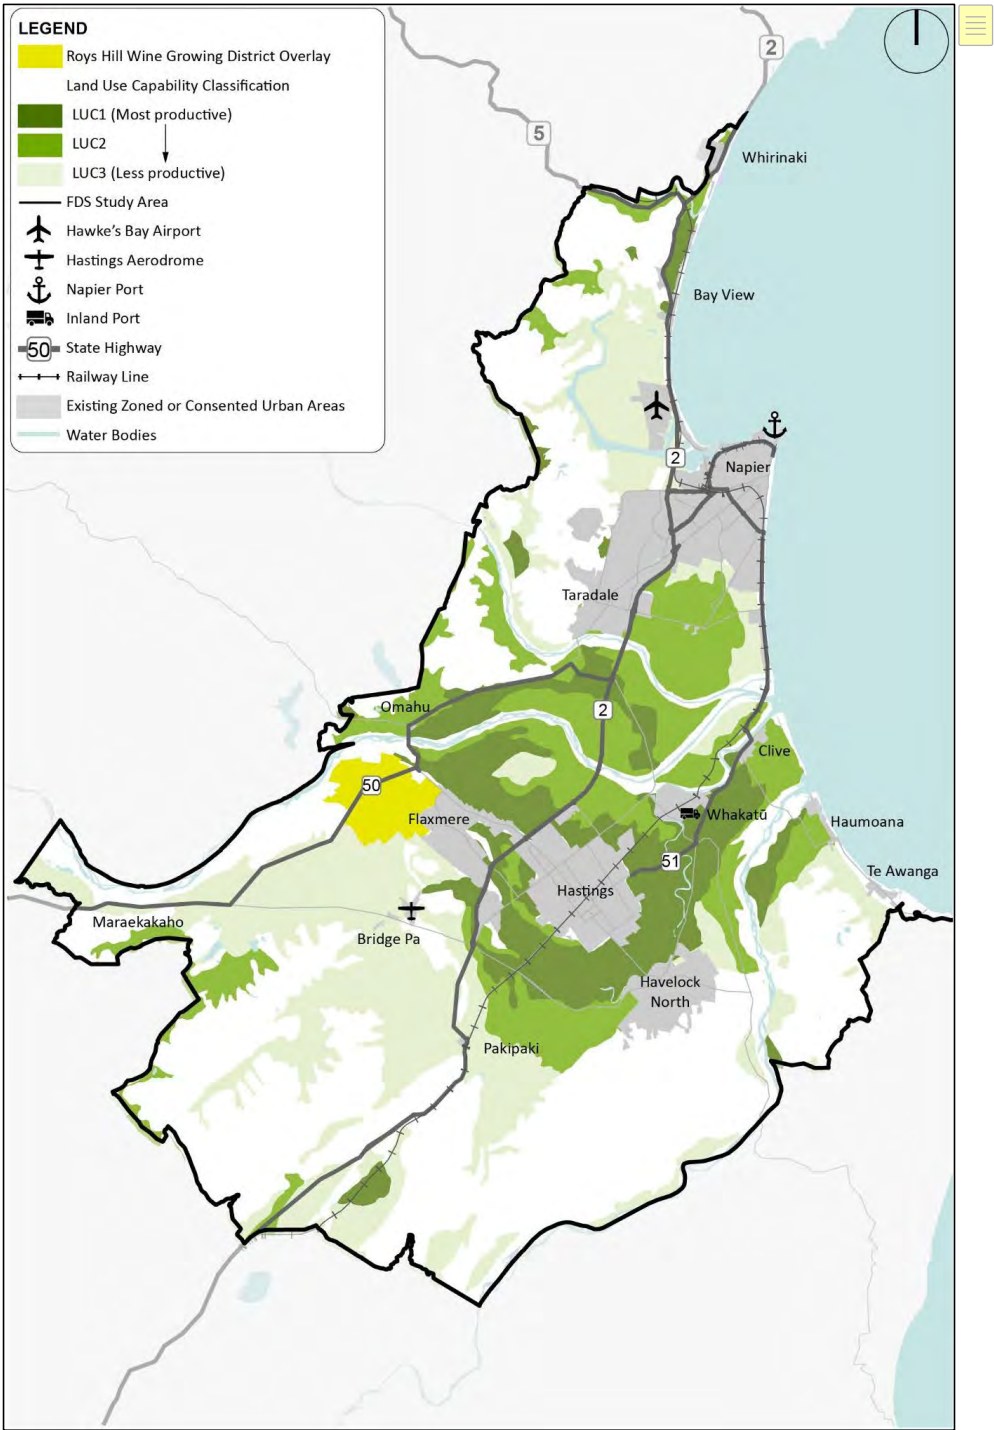 LEGEND
Roys Hill Wine Growing District Overlay
Land Use Capability Classification
LUC1 (Most productive)
LUC2
LUC3 (Less productive)
FDS Study Area
Hawke's Bay Airport
Hastings Aerodrome
Napier Port
Inland Port
50 State Highway
Railway Line
Existing Zoned or Consented Urban Areas
Water Bodies
2
5
Whirinaki
Bay View
2
Napier
Taradale
Omahu
2
Clive
50
Flaxmere
Whakatū
Haumoana
51
Te Awanga
Hastings
Maraekakaho
Bridge Pa
Havelock
North
Pakipaki